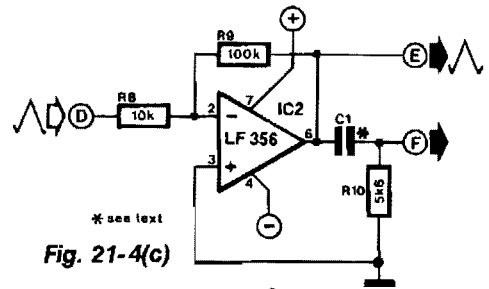 R9
100k
+
E
D
R8
10k
2
7
IC2
LF 356
6
3
+
4
C1
*
F
R10
5k6
* see text
Fig. 21-4(c)